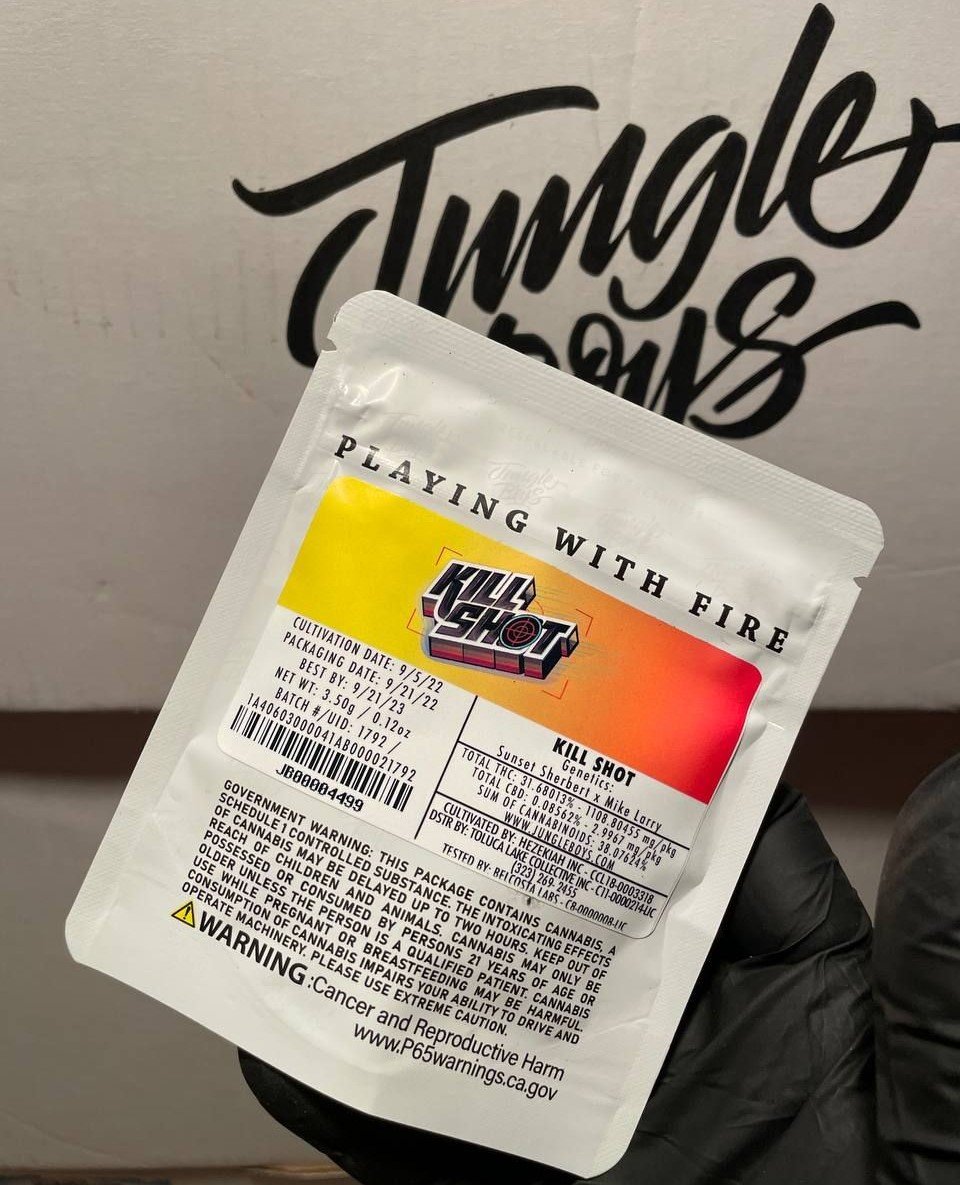 Jungle
Boys
PLAYING WITH FIRE
KILL
SHOT
CULTIVATION DATE: 9/5/22
PACKAGING DATE: 9/21/22
BEST BY: 9/21/23
NET WT: 3.50g / 0.12oz
BATCH #/UID: 1792 /
1A40603000041AB000021792
JB00004499
KILL SHOT
Genetics:
Sunset Sherbert x Mike Larry
TOTAL THC: 31.68013% - 1108.80455 mg/pkg
TOTAL CBD: 0.08562% - 2.9967 mg/pkg
SUM OF CANNABINOIDS: 38.07624%
WWW.JUNGLEBOYS.COM
CULTIVATED BY: HEZEKIAH INC - CCL18-0003318
DSTR BY: TOLUCA LAKE COLLECTIVE, INC - C11-0000214-LIC
(323) 269-2455
TESTED BY: BELCOSTA LABS - C8-0000008-LIC
GOVERNMENT WARNING: THIS PACKAGE CONTAINS CANNABIS, A
SCHEDULE 1 CONTROLLED SUBSTANCE. THE INTOXICATING EFFECTS
OF CANNABIS MAY BE DELAYED UP TO TWO HOURS. KEEP OUT OF
REACH OF CHILDREN AND ANIMALS. CANNABIS MAY ONLY BE
POSSESSED OR CONSUMED BY PERSONS 21 YEARS OF AGE OR
OLDER UNLESS THE PERSON IS A QUALIFIED PATIENT. CANNABIS
USE WHILE PREGNANT OR BREASTFEEDING MAY BE HARMFUL.
CONSUMPTION OF CANNABIS IMPAIRS YOUR ABILITY TO DRIVE AND
OPERATE MACHINERY. PLEASE USE EXTREME CAUTION.
WARNING:Cancer and Reproductive Harm
www.P65warnings.ca.gov